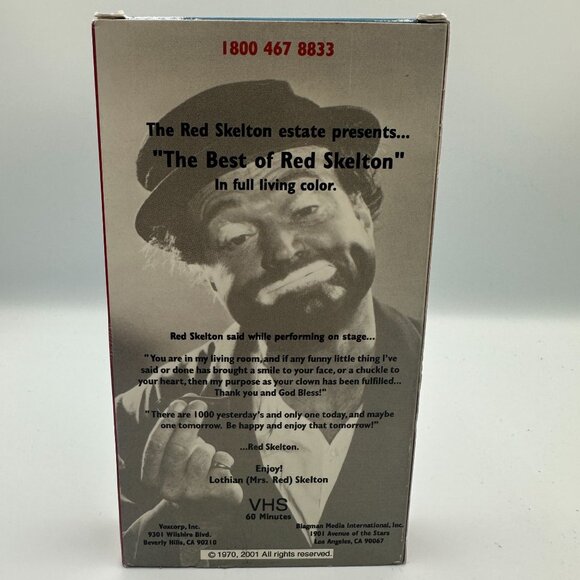 1800 467 8833
The Red Skelton estate presents...
"The Best of Red Skelton"
In full living color.
Red Skelton said while performing on stage...
"You are in my living room, and if any funny little thing I've
said or done has brought a smile to your face, or a chuckle to
your heart, then my purpose as your clown has been fulfilled...
Thank you and God Bless!"
"There are 1000 yesterday's and only one today, and maybe
one tomorrow. Be happy and enjoy that tomorrow!"
...Red Skelton.
Enjoy!
Lothian (Mrs. Red) Skelton
VHS
60 Minutes
Voxcorp, Inc.
9301 Wilshire Blvd.
Beverly Hills, CA 90210
Blagman Media International, Inc.
1901 Avenue of the Stars
Los Angeles, CA 90067
© 1970, 2001 All rights reserved.